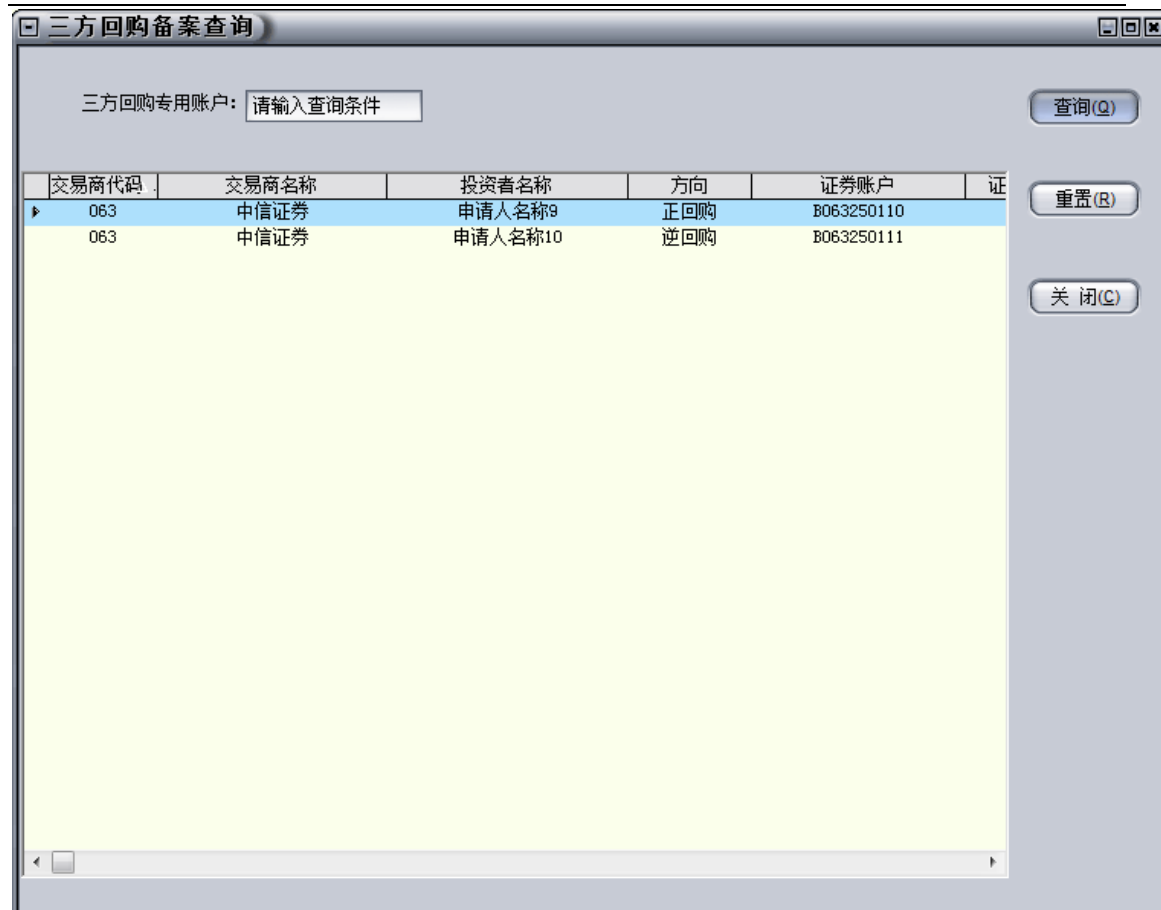 三方回购备案查询
三方回购专用账户: 请输入查询条件
查询(Q)
交易商代码 交易商名称 投资者名称 方向 证券账户 证
重置(R)
063 中信证券 申请人名称9 正回购 B063250110
063 中信证券 申请人名称10 逆回购 B063250111
关 闭(C)